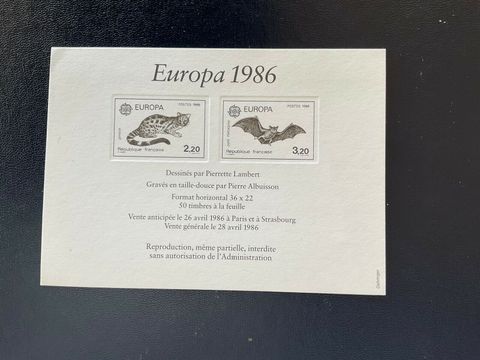 Europa 1986
EUROPA POSTES 1986
République française 2,20
EUROPA POSTES 1986
République française 3,20
Dessinés par Pierrette Lambert
Gravés en taille-douce par Pierre Albuisson
Format horizontal 36 x 22
50 timbres à la feuille
Vente anticipée le 26 avril 1986 à Paris et à Strasbourg
Vente générale le 28 avril 1986
Reproduction, même partielle, interdite
sans autorisation de l'Administration